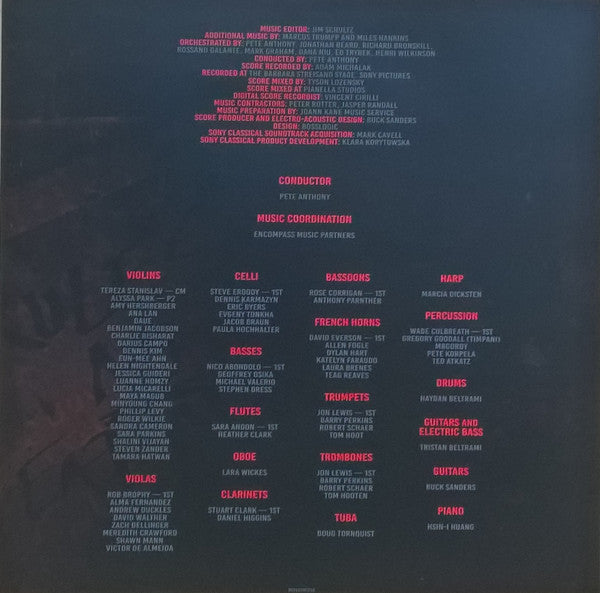 MUSIC EDITOR: JIM SCHULTZ
ADDITIONAL MUSIC BY: MARCUS TRUMPP AND MILES HANKINS
ORCHESTRATED BY: PETE ANTHONY, JONATHAN BEARD, RICHARD BRONSKILL,
ROSSANO GALANTE, MARK GRAHAM, DANA NIU, ED TRYBEK, HENRI WILKINSON
CONDUCTED BY: PETE ANTHONY
SCORE RECORDED BY: ADAM MICHALAK
RECORDED AT THE BARBARA STREISAND STAGE, SONY PICTURES
SCORE MIXED BY: TYSON LOZENSKY
SCORE MIXED AT PIANELLA STUDIOS
DIGITAL SCORE RECORDIST: VINCENT CIRILLI
MUSIC CONTRACTORS: PETER ROTTER, JASPER RANDALL
MUSIC PREPARATION BY: JOANN KANE MUSIC SERVICE
SCORE PRODUCER AND ELECTRO-ACOUSTIC DESIGN: BUCK SANDERS
DESIGN: BOSSLOGIC
SONY CLASSICAL SOUNDTRACK ACQUISITION: MARK CAVELL
SONY CLASSICAL PRODUCT DEVELOPMENT: KLARA KORYTOWSKA
CONDUCTOR
PETE ANTHONY
MUSIC COORDINATION
ENCOMPASS MUSIC PARTNERS
VIOLINS
TEREZA STANISLAV — CM
ALYSSA PARK — P2
AMY HERSHBERGER
ANA LAN
DAUE
BENJAMIN JACOBSON
CHARLIE BISHARAT
DARIUS CAMPO
DENNIS KIM
EUN-MEE AHN
HELEN NIGHTENGALE
JESSICA GUIDERI
LUANNE HOMZY
LUCIA MICARELLI
MAYA MAGUB
MINYOUNG CHANG
PHILLIP LEVY
ROGER WILKIE
SANDRA CAMERON
SARA PARKINS
SHALINI VIJAYAN
STEVEN ZANDER
TAMARA HATWAN
VIOLAS
ROB BROPHY — 1ST
ALMA FERNANDEZ
ANDREW DUCKLES
DAVID WALTHER
ZACH DELLINGER
MEREDITH CRAWFORD
SHAWN MANN
VICTOR DE ALMEIDA
CELLI
STEVE ERDODY — 1ST
DENNIS KARMAZYN
ERIC BYERS
EVGENY TONKHA
JACOB BRAUN
PAULA HOCHHALTER
BASSES
NICO ABONDOLO — 1ST
GEOFFREY OSIKA
MICHAEL VALERIO
STEPHEN DRESS
FLUTES
SARA ANDON — 1ST
HEATHER CLARK
OBOE
LARA WICKES
CLARINETS
STUART CLARK — 1ST
DANIEL HIGGINS
BASSOONS
ROSE CORRIGAN — 1ST
ANTHONY PARNTHER
FRENCH HORNS
DAVID EVERSON — 1ST
ALLEN FOGLE
DYLAN HART
KATELYN FARAUDO
LAURA BRENES
TEAG REAVES
TRUMPETS
JON LEWIS — 1ST
BARRY PERKINS
ROBERT SCHAER
TOM HOOT
TROMBONES
JON LEWIS — 1ST
BARRY PERKINS
ROBERT SCHAER
TOM HOOTEN
TUBA
DOUG TORNQUIST
HARP
MARCIA DICKSTEN
PERCUSSION
WADE CULBREATH — 1ST
GREGORY GOODALL (TIMPANI)
MBGORDY
PETE KORPELA
TED ATKATZ
DRUMS
HAYDAN BELTRAMI
GUITARS AND
ELECTRIC BASS
TRISTAN BELTRAMI
GUITARS
BUCK SANDERS
PIANO
HSIN-I HUANG